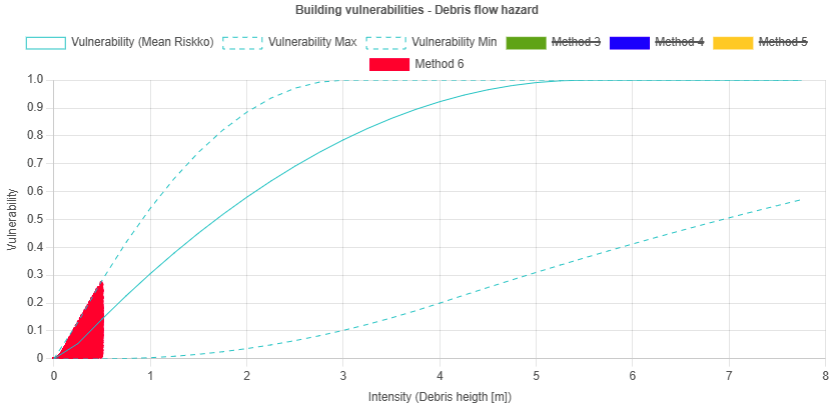 Building vulnerabilities - Debris flow hazard
Vulnerability (Mean Riskko) Vulnerability Max Vulnerability Min Method 3 Method 4 Method 5
Method 6
1.0
0.9
0.8
0.7
0.6
0.5
0.4
0.3
0.2
0.1
0
Vulnerability
0 1 2 3 4 5 6 7 8
Intensity (Debris heigth [m])